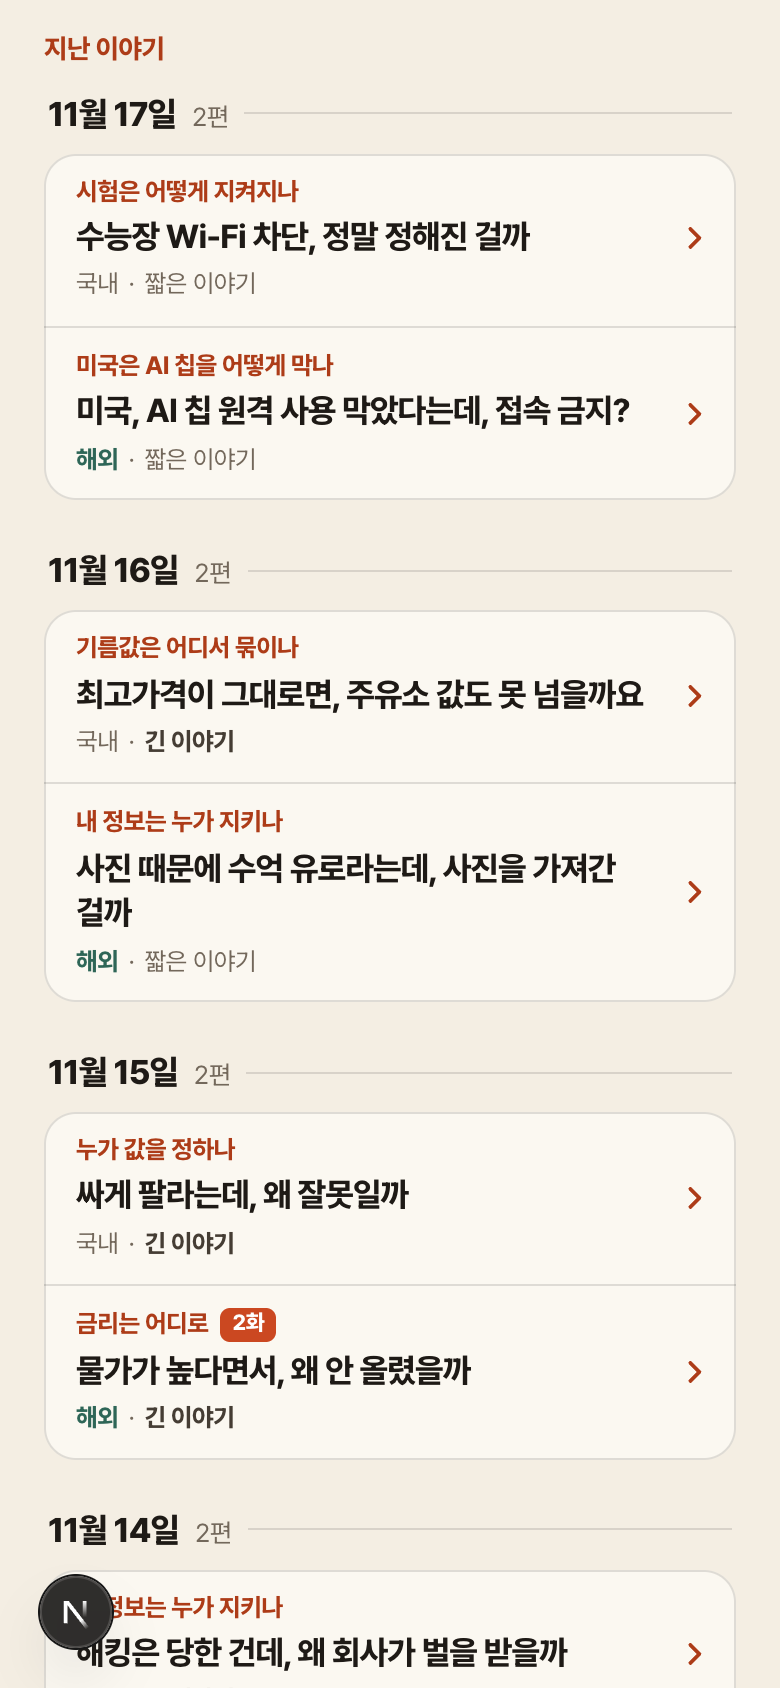 지난 이야기
11월 17일 2편
시험은 어떻게 지켜지나
수능장 Wi-Fi 차단, 정말 정해진 걸까
국내 · 짧은 이야기
미국은 AI 칩을 어떻게 막나
미국, AI 칩 원격 사용 막았다는데, 접속 금지?
해외 · 짧은 이야기
11월 16일 2편
기름값은 어디서 묶이나
최고가격이 그대로면, 주유소 값도 못 넘을까요
국내 · 긴 이야기
내 정보는 누가 지키나
사진 때문에 수억 유로라는데, 사진을 가져간
걸까
해외 · 짧은 이야기
11월 15일 2편
누가 값을 정하나
싸게 팔라는데, 왜 잘못일까
국내 · 긴 이야기
금리는 어디로 2화
물가가 높다면서, 왜 안 올렸을까
해외 · 긴 이야기
11월 14일 2편
정보는 누가 지키나
해킹은 당한 건데, 왜 회사가 벌을 받을까
N